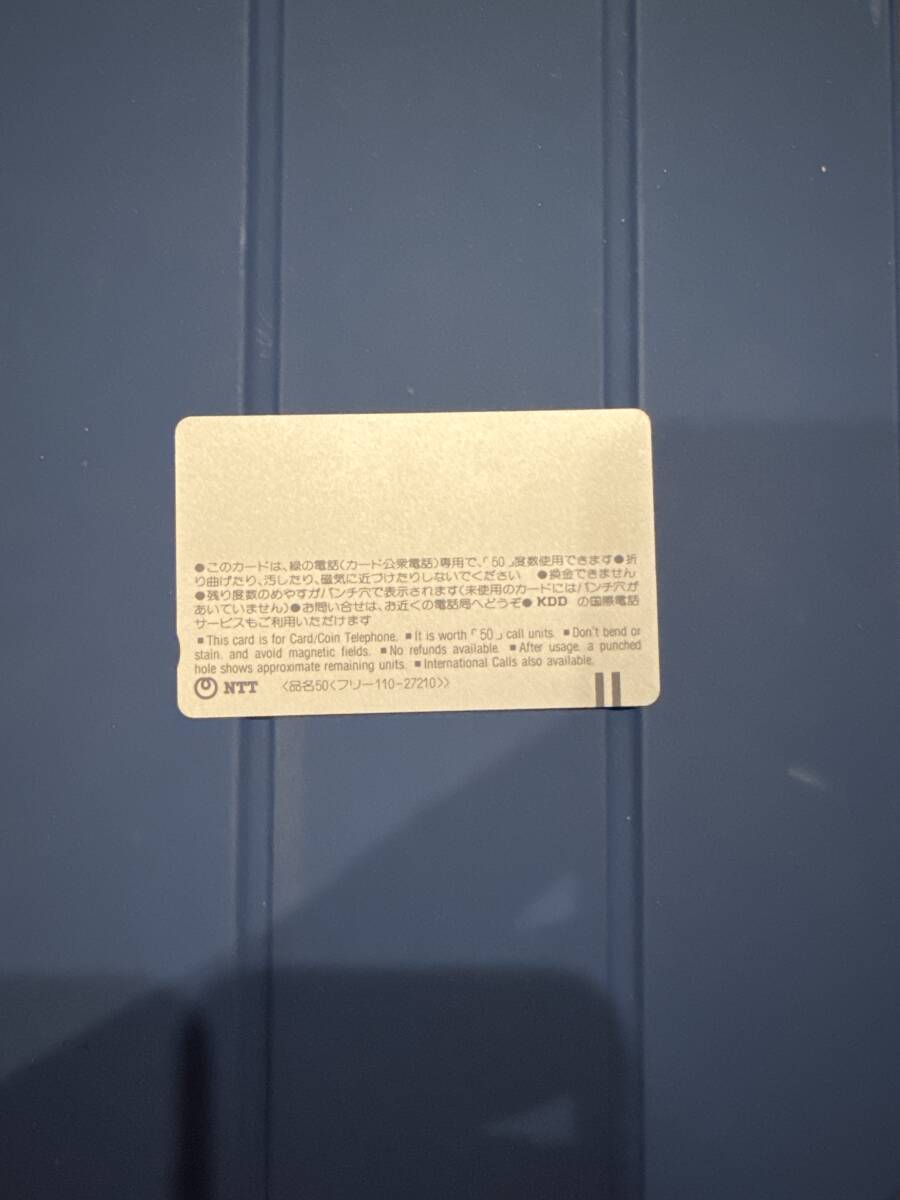 ●このカードは、緑の電話(カード公衆電話)専用で、「50」度数使用できます●折
り曲げたり、汚したり、磁気に近づけたりしないでください ●換金できません
●残り度数のめやすがパンチ穴で表示されます(未使用のカードにはパンチ穴が
あいていません)●お問い合せは、お近くの電話局へどうぞ● KDD の国際電話
サービスもご利用いただけます
■ This card is for Card/Coin Telephone. ■ It is worth「50」call units. ■ Don't bend or
stain. and avoid magnetic fields. ■ No refunds available. ■ After usage. a punched
hole shows approximate remaining units. ■ International Calls also available.
NTT 〈品名50〈フリー110-27210〉〉